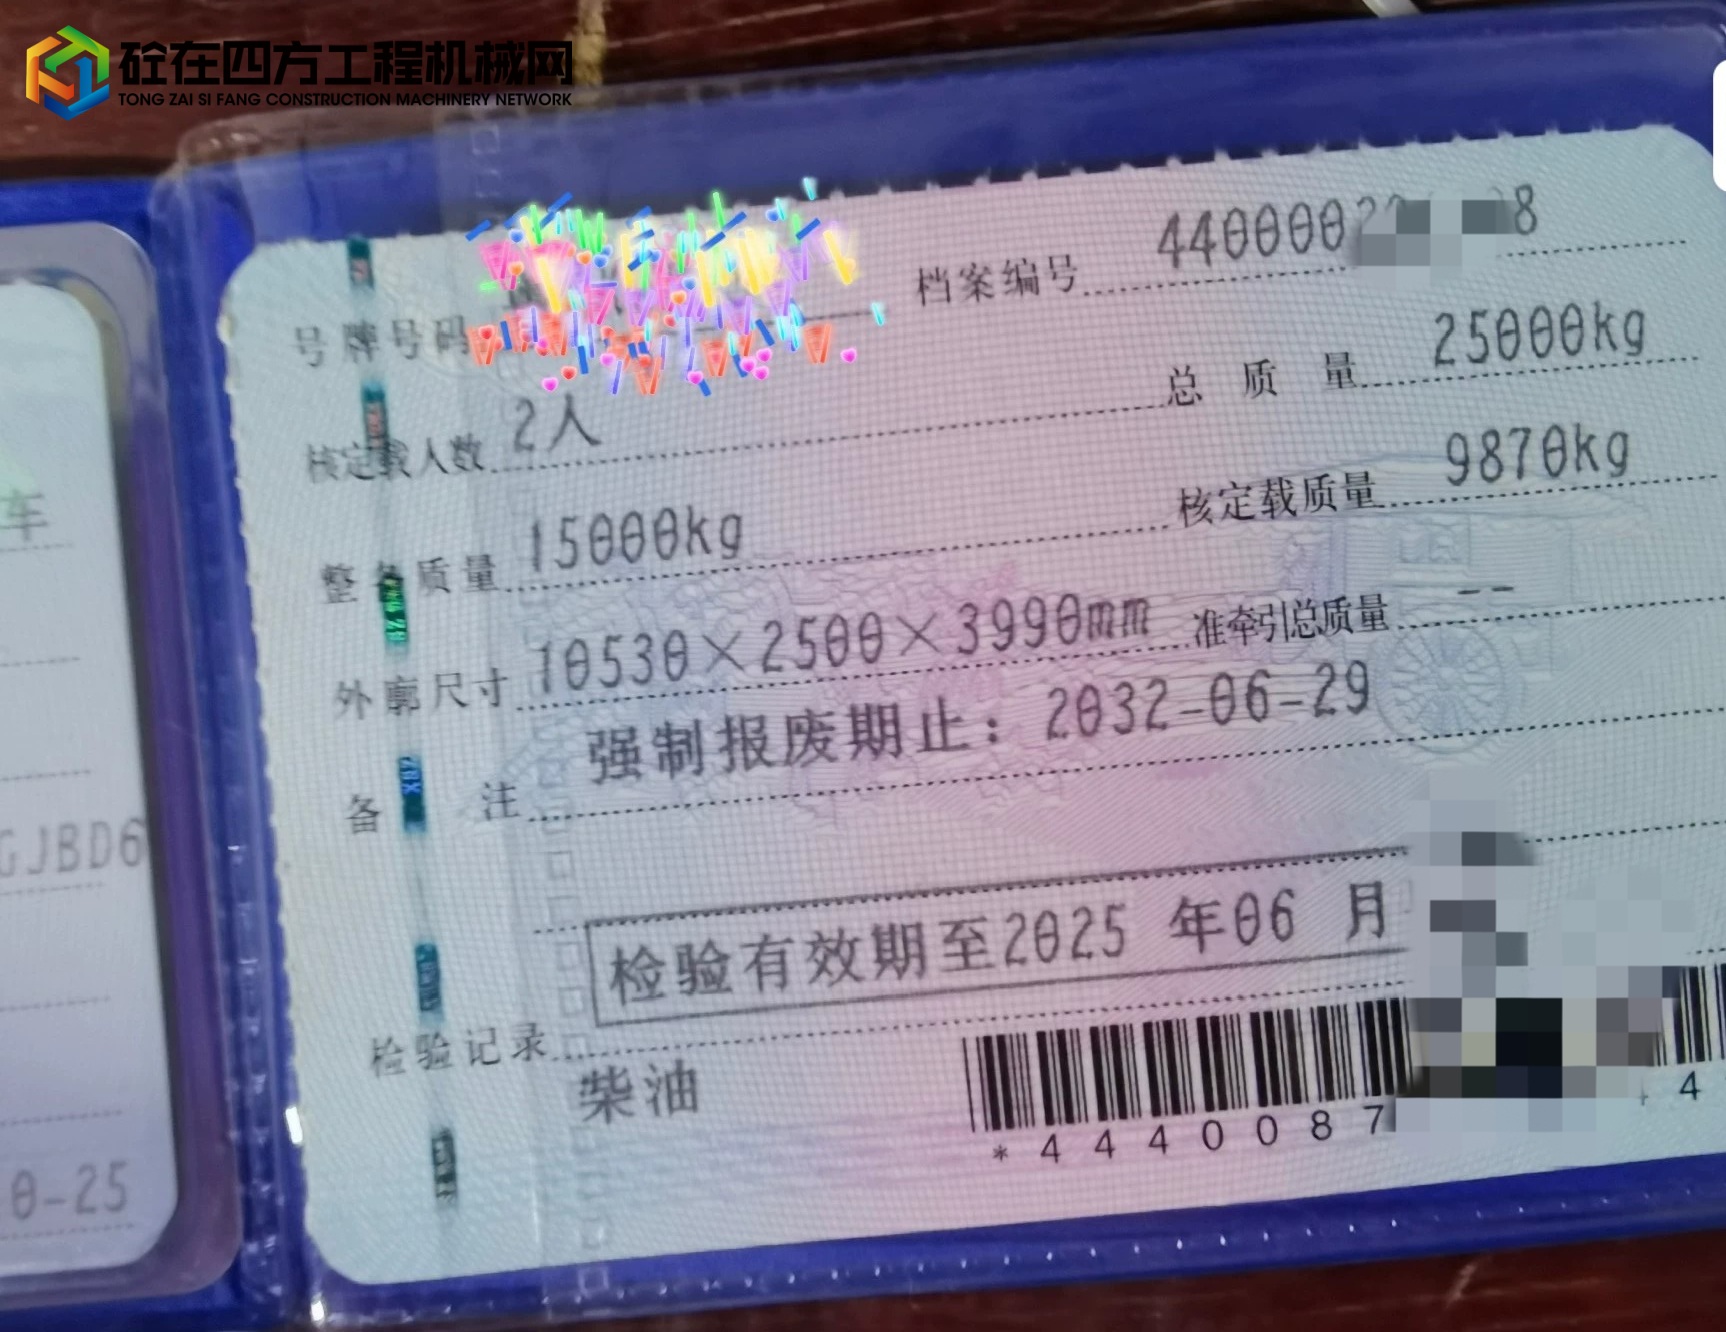 砼在四方工程机械网
TONG ZAI SI FANG CONSTRUCTION MACHINERY NETWORK
号牌号码
档案编号 440000 8
核定载人数 2人
总质量 25000kg
整备质量 15000kg
核定载质量 9870kg
外廓尺寸 10530×2500×3990mm
准牵引总质量 --
备注 强制报废期止：2032-06-29
检验有效期至2025 年06 月
检验记录
柴油
*4440087 4
车
GJBD6
0-25